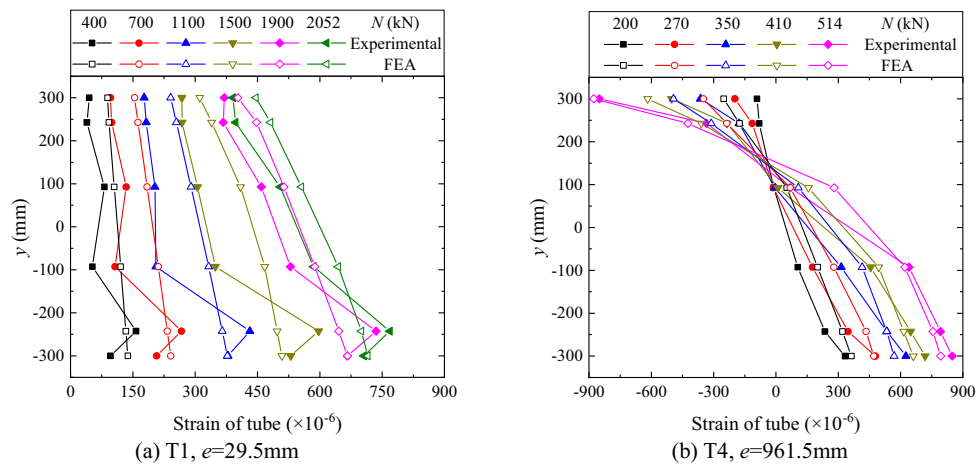 400 700 1100 1500 1900 2052 N (kN)
Experimental
FEA
300
200
100
0
-100
-200
-300
y (mm)
0 150 300 450 600 750 900
Strain of tube (×10⁻⁶)
(a) T1, e=29.5mm
200 270 350 410 514 N (kN)
Experimental
FEA
300
200
100
0
-100
-200
-300
y (mm)
-900 -600 -300 0 300 600 900
Strain of tube (×10⁻⁶)
(b) T4, e=961.5mm